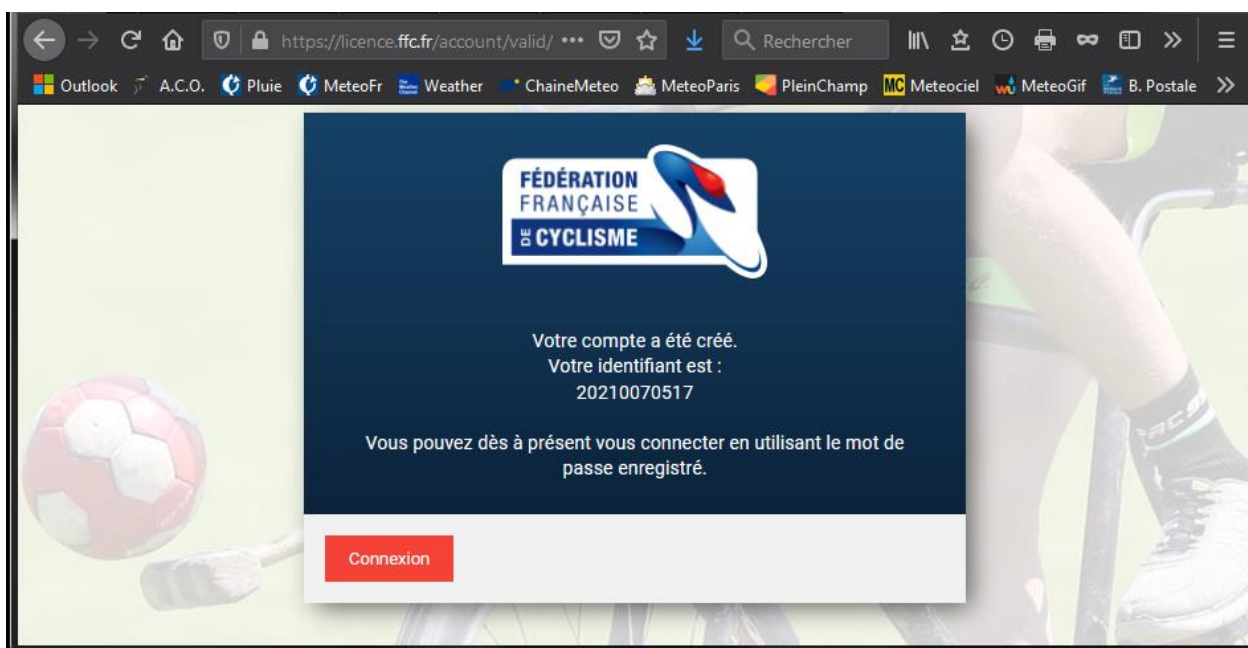 https://licence.ffc.fr/account/valid/
Rechercher
Outlook A.C.O. Pluie MeteoFr Weather ChaineMeteo MeteoParis PleinChamp MC Meteociel MeteoGif B. Postale
FÉDÉRATION
FRANÇAISE
DE CYCLISME
Votre compte a été créé.
Votre identifiant est :
20210070517
Vous pouvez dès à présent vous connecter en utilisant le mot de
passe enregistré.
Connexion